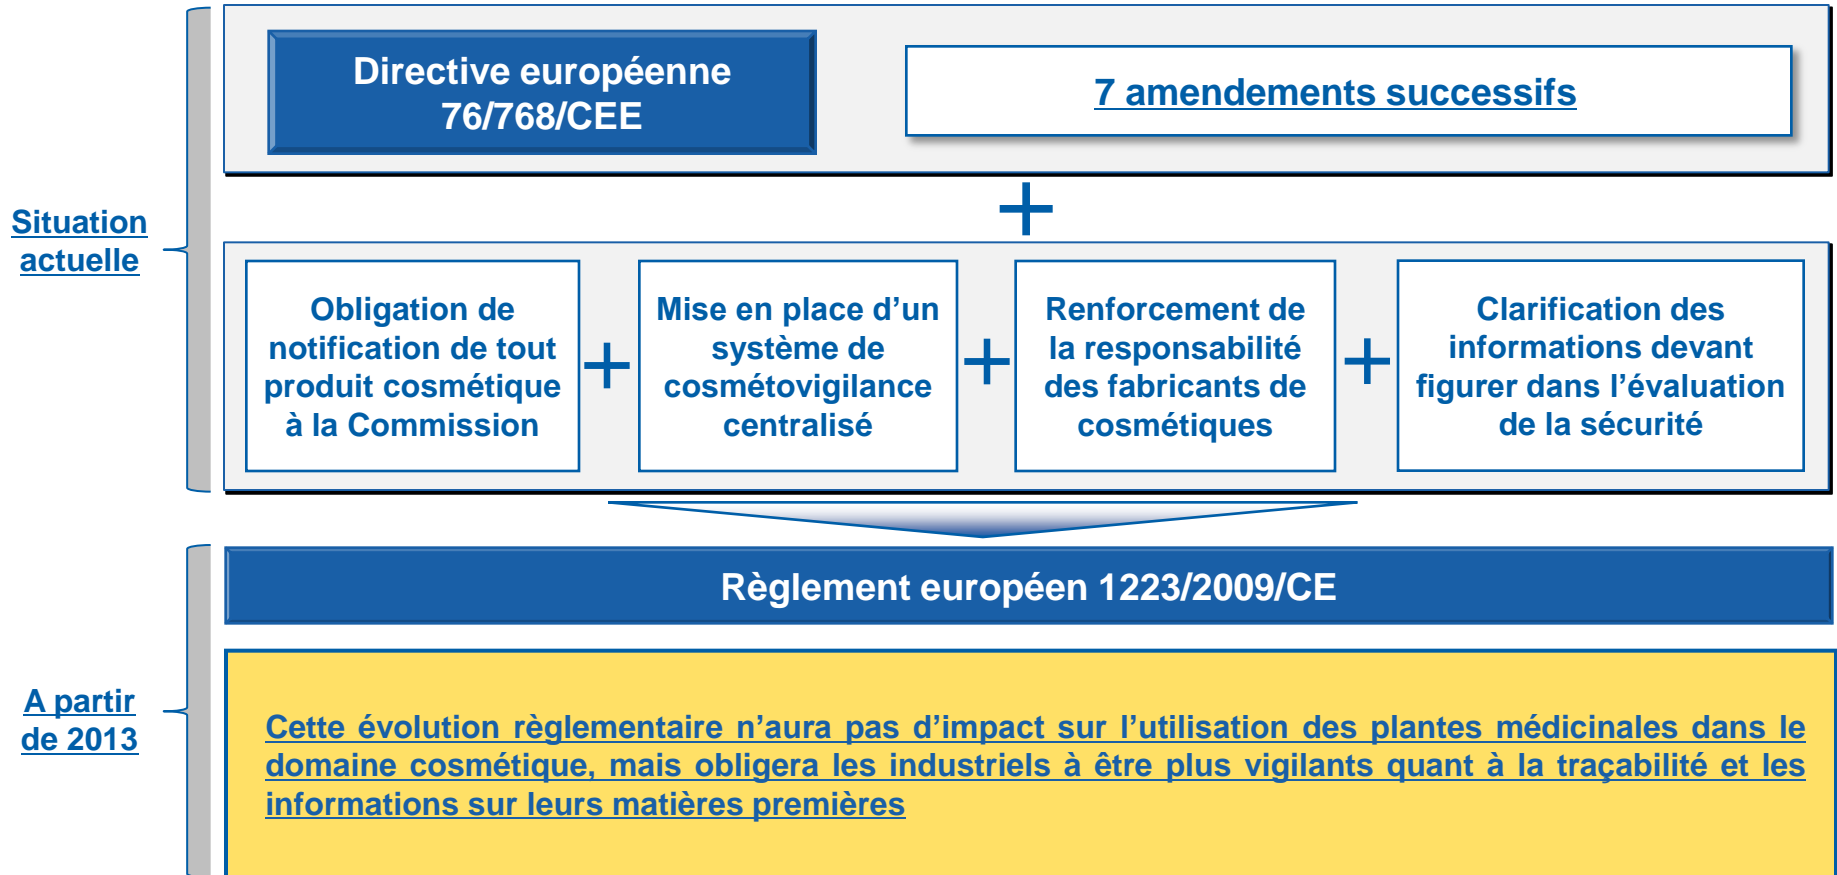 Directive européenne
76/768/CEE
7 amendements successifs
+
Situation
actuelle
Obligation de
notification de tout
produit cosmétique
à la Commission
+
Mise en place d’un
système de
cosmétovigilance
centralisé
+
Renforcement de
la responsabilité
des fabricants de
cosmétiques
+
Clarification des
informations devant
figurer dans l’évaluation
de la sécurité
Règlement européen 1223/2009/CE
A partir
de 2013
Cette évolution règlementaire n’aura pas d’impact sur l’utilisation des plantes médicinales dans le
domaine cosmétique, mais obligera les industriels à être plus vigilants quant à la traçabilité et les
informations sur leurs matières premières